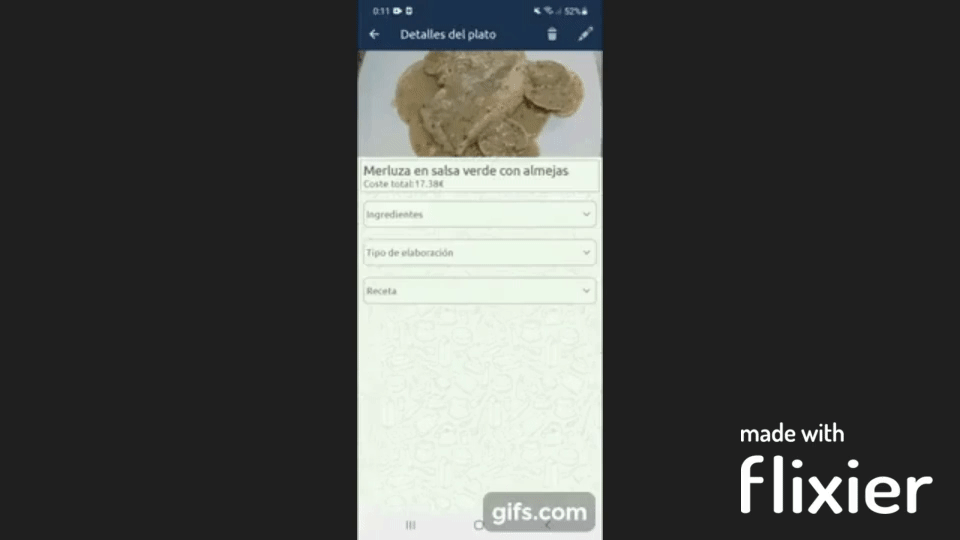 0:11
52%
Detalles del plato
Merluza en salsa verde con almejas
Coste total:17.38€
Ingredientes
Tipo de elaboración
Receta
made with
flixier
gifs.com